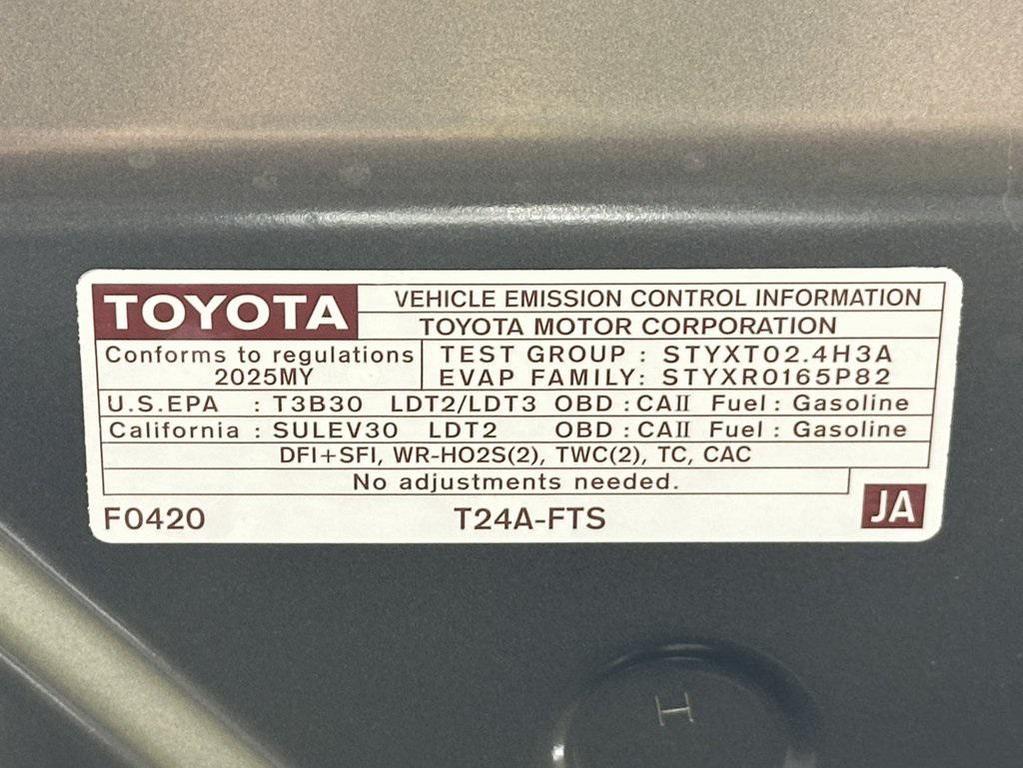 TOYOTA VEHICLE EMISSION CONTROL INFORMATION
TOYOTA MOTOR CORPORATION
Conforms to regulations
2025MY
TEST GROUP : STYXT02.4H3A
EVAP FAMILY: STYXR0165P82
U.S.EPA : T3B30 LDT2/LDT3 OBD : CAII Fuel : Gasoline
California : SULEV30 LDT2 OBD : CAII Fuel : Gasoline
DFI+SFI, WR-HO2S(2), TWC(2), TC, CAC
No adjustments needed.
F0420 T24A-FTS JA
H